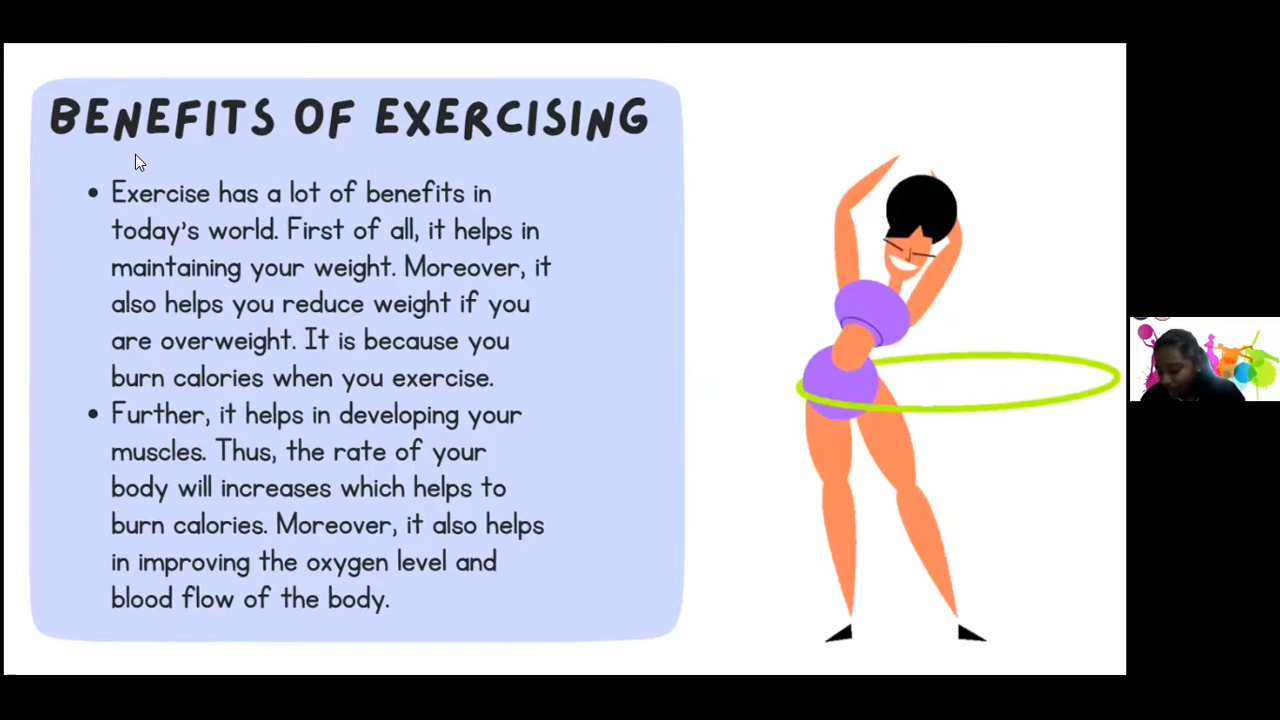 BENEFITS OF EXERCISING
• Exercise has a lot of benefits in
today's world. First of all, it helps in
maintaining your weight. Moreover, it
also helps you reduce weight if you
are overweight. It is because you
burn calories when you exercise.
• Further, it helps in developing your
muscles. Thus, the rate of your
body will increases which helps to
burn calories. Moreover, it also helps
in improving the oxygen level and
blood flow of the body.